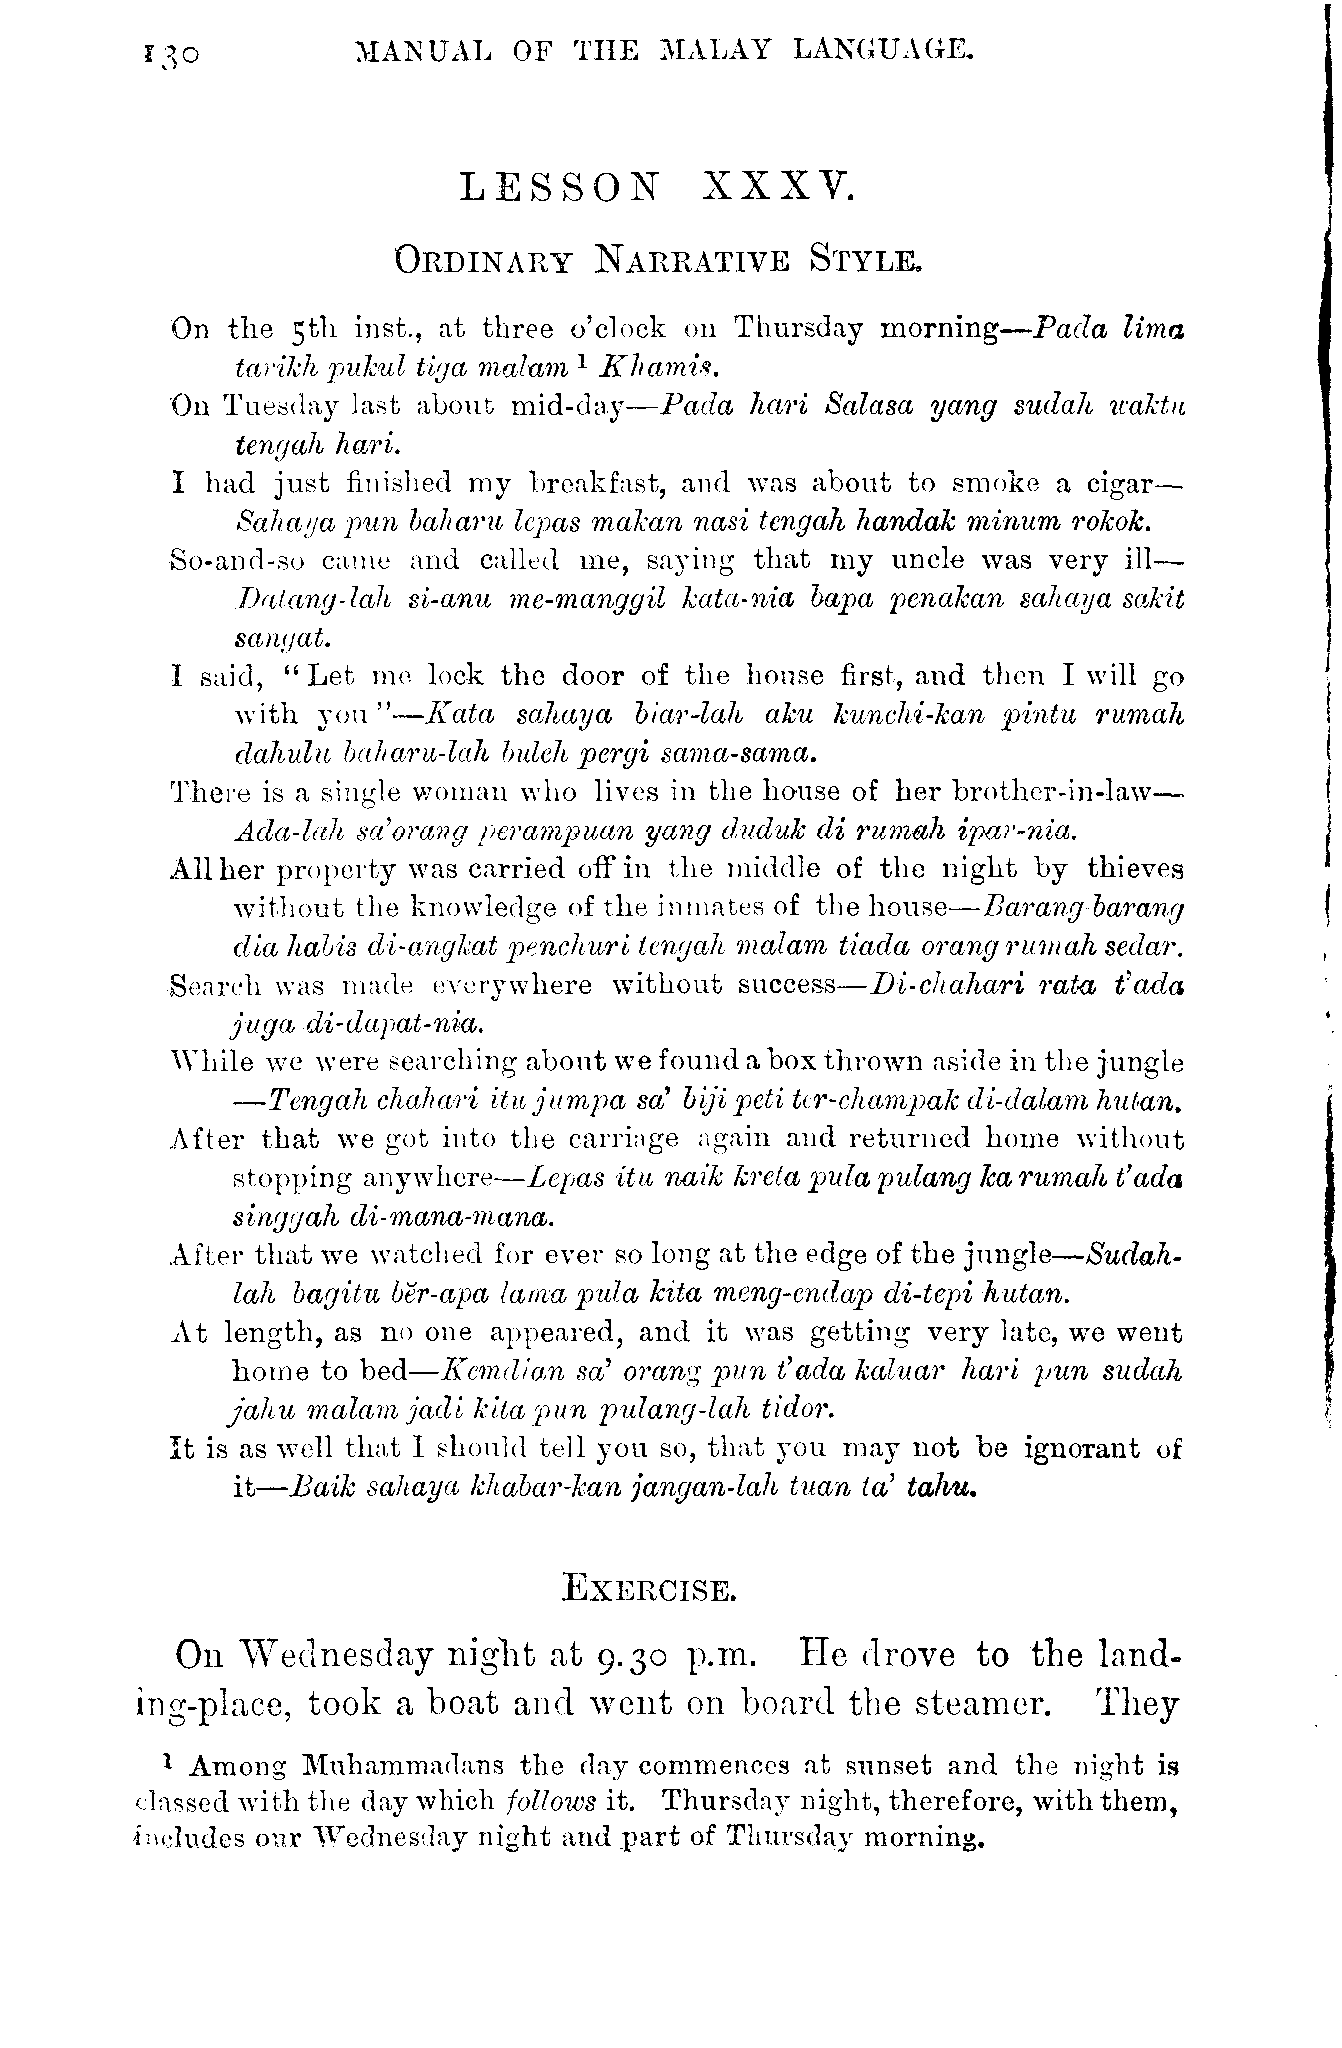 130 MANUAL OF THE MALAY LANGUAGE.
LESSON XXXV.
ORDINARY NARRATIVE STYLE.
On the 5th inst., at three o'clock on Thursday morning—Pada lima
tarikh pukul tiga malam 1 Khamis.
On Tuesday last about mid-day—Pada hari Salasa yang sudah waktu
tengah hari.
I had just finished my breakfast, and was about to smoke a cigar—
Sahaya pun baharu lepas makan nasi tengah handak minum rokok.
So-and-so came and called me, saying that my uncle was very ill—
Datang-lah si-anu me-manggil kata-nia bapa penakan sahaya sakit
sangat.
I said, "Let me lock the door of the house first, and then I will go
with you"—Kata sahaya biar-lah aku kunchi-kan pintu rumah
dahulu baharu-lah buleh pergi sama-sama.
There is a single woman who lives in the house of her brother-in-law—
Ada-lah sa'orang perampuan yang duduk di rumah ipar-nia.
All her property was carried off in the middle of the night by thieves
without the knowledge of the inmates of the house—Barang-barang
dia habis di-angkat penchuri tengah malam tiada orang rumah sedar.
Search was made everywhere without success—Di-chahari rata t'ada
juga di-dapat-nia.
While we were searching about we found a box thrown aside in the jungle
—Tengah chahari itu jumpa sa' biji peti ter-champak di-dalam hutan.
After that we got into the carriage again and returned home without
stopping anywhere—Lepas itu naik kreta pula pulang ka rumah t'ada
singgah di-mana-mana.
After that we watched for ever so long at the edge of the jungle—Sudah-
lah bagitu bĕr-apa lama pula kita meng-endap di-tepi hutan.
At length, as no one appeared, and it was getting very late, we went
home to bed—Kemdian sa' orang pun t'ada kaluar hari pun sudah
jahu malam jadi kita pun pulang-lah tidor.
It is as well that I should tell you so, that you may not be ignorant of
it—Baik sahaya khabar-kan jangan-lah tuan ta' tahu.
EXERCISE.
On Wednesday night at 9.30 p.m. He drove to the land-
ing-place, took a boat and went on board the steamer. They
1 Among Muhammadans the day commences at sunset and the night is
classed with the day which follows it. Thursday night, therefore, with them,
includes our Wednesday night and part of Thursday morning.